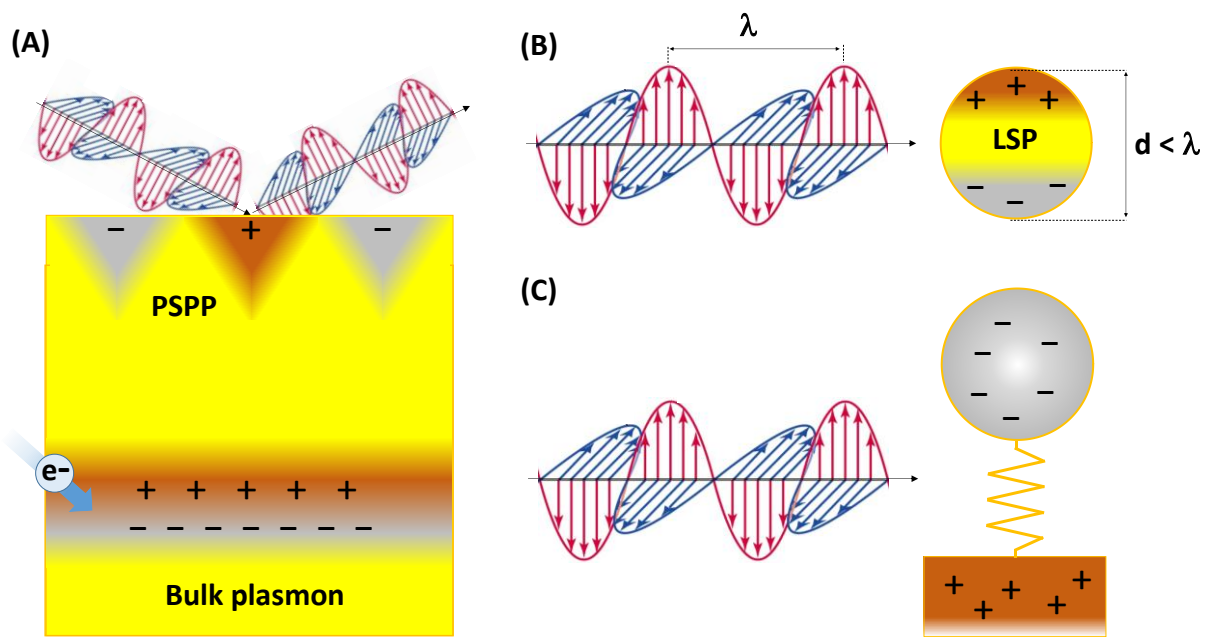 (A)
− + −
PSPP
e−
+ + + + +
− − − − − − −
Bulk plasmon
(B)
λ
+ + +
LSP
− − −
d < λ
(C)
− − − − − −
+ + + + +